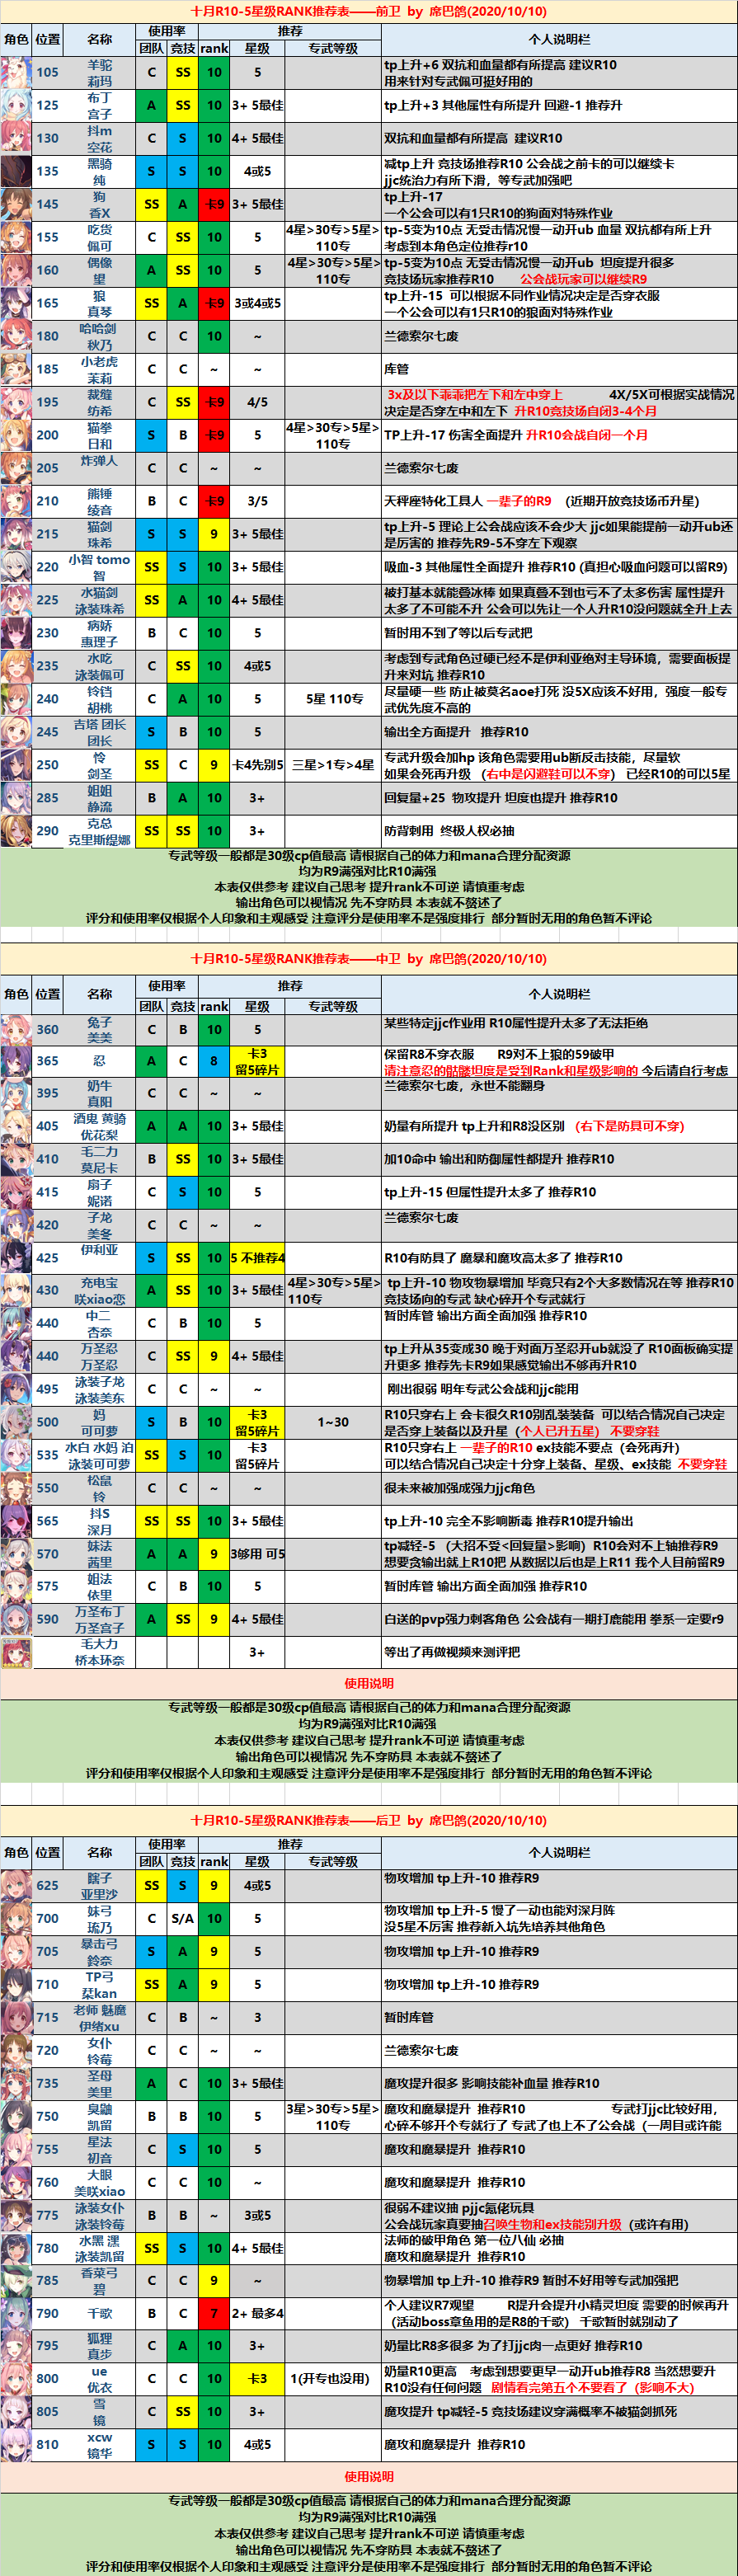 十月R10-5星级RANK推荐表——前卫 by 席巴鸽(2020/10/10)
角色 位置 名称 使用率 推荐 个人说明栏
团队 竞技 rank 星级 专武等级
105 羊驼 莉玛 C SS 10 5 tp上升+6 双抗和血量都有所提高 建议R10
用来针对专武佩可挺好用的
125 布丁 宫子 A SS 10 3+ 5最佳 tp上升+3 其他属性有所提升 回避-1 推荐升
130 抖m 空花 C S 10 4+ 5最佳 双抗和血量都有所提高 建议R10
135 黑骑 纯 S S 10 4或5 减tp上升 竞技场推荐R10 公会战之前卡的可以继续卡
jjc统治力有所下滑，等专武加强吧
145 狗 香X SS A 卡9 3+ 5最佳 tp上升-17
一个公会可以有1只R10的狗面对特殊作业
155 吃货 佩可 C SS 10 5 4星>30专>5星>110专 tp-5变为10点 无受击情况慢一动开ub 血量 双抗都有所上升
考虑到本角色定位推荐r10
160 偶像 望 A SS 10 5 4星>30专>5星>110专 tp-5变为10点 无受击情况慢一动开ub 坦度提升很多
竞技场玩家推荐R10 公会战玩家可以继续R9
165 狼 真琴 SS A 卡9 3或4或5 tp上升-15 可以根据不同作业情况决定是否穿衣服
一个公会可以有1只R10的狼面对特殊作业
180 哈哈剑 秋乃 C C 10 ~ 兰德索尔七废
185 小老虎 茉莉 C C ~ ~ 库管
195 裁缝 纺希 C SS 卡9 4/5 3x及以下乖乖把左下和左中穿上 4X/5X可根据实战情况
决定是否穿左中和左下 升R10竞技场自闭3-4个月
200 猫拳 日和 S B 卡9 5 4星>30专>5星>110专 TP上升-17 伤害全面提升 升R10会战自闭一个月
205 炸弹人 C C ~ ~ 兰德索尔七废
210 熊锤 绫音 B C 卡9 3/5 天秤座特化工具人 一辈子的R9 (近期开放竞技场币升星)
215 猫剑 珠希 S S 9 3+ 5最佳 tp上升-5 理论上公会战应该不会少大 jjc如果能提前一动开ub还
是厉害的 推荐先R9-5不穿左下观察
220 小智 tomo 智 SS S 10 3+ 5最佳 吸血-3 其他属性全面提升 推荐R10 (真担心吸血问题可以留R9)
225 水猫剑 泳装珠希 SS A 10 4+ 5最佳 被打基本就能叠冰棒 如果真叠不到也亏不了太多伤害 属性提升
太多了不可能不升 公会可以先让一个人升R10没问题就全升上去
230 病娇 惠理子 B C 10 5 暂时用不到了等以后专武把
235 水吃 泳装佩可 C SS 10 4或5 考虑到专武角色过硬已经不是伊利亚绝对主导环境，需要面板提
升来对坑 推荐R10
240 铃铛 胡桃 C A 10 5 5星 110专 尽量硬一些 防止被莫名aoe打死 没5X应该不好用，强度一般专
武优先度不高的
245 吉塔 团长 团长 S B 10 5 输出全方面提升 推荐R10
250 怜 剑圣 SS C 9 卡4先别5 三星>1专>4星 专武升级会加hp 该角色需要用ub断反击技能，尽量软
如果会死再升级 （右中是闪避鞋可以不穿） 已经R10的可以5星
285 姐姐 静流 B A 10 3+ 回复量+25 物攻提升 坦度也提升 推荐R10
290 克总 克里斯缇娜 SS SS 10 3+ 防背刺用 终极人权必抽
专武等级一般都是30级cp值最高 请根据自己的体力和mana合理分配资源
均为R9满强对比R10满强
本表仅供参考 建议自己思考 提升rank不可逆 请慎重考虑
输出角色可以视情况 先不穿防具 本表就不赘述了
评分和使用率仅根据个人印象和主观感受 注意评分是使用率不是强度排行 部分暂时无用的角色暂不评论
十月R10-5星级RANK推荐表——中卫 by 席巴鸽(2020/10/10)
角色 位置 名称 使用率 推荐 个人说明栏
团队 竞技 rank 星级 专武等级
360 兔子 美美 C B 10 5 某些特定jjc作业用 R10属性提升太多了无法拒绝
365 忍 A C 8 卡3 留5碎片 保留R8不穿衣服 R9对不上狼的59破甲
请注意忍的骷髅坦度是受到Rank和星级影响的 今后请自行考虑
395 奶牛 真阳 C C ~ ~ 兰德索尔七废，永世不能翻身
405 酒鬼 黄骑 优花梨 A A 10 3+ 5最佳 奶量有所提升 tp上升和R8没区别 （右下是防具可不穿）
410 毛二力 莫尼卡 B SS 10 3+ 5最佳 加10命中 输出和防御属性都提升 推荐R10
415 扇子 妮诺 C S 10 5 tp上升-15 但属性提升太多了 推荐R10
420 子龙 美冬 C C ~ ~ 兰德索尔七废
425 伊利亚 S SS 10 5 不推荐4 R10有防具了 魔暴和魔攻高太多了 推荐R10
430 充电宝 咲xiao恋 A SS 10 3+ 5最佳 4星>30专>5星>110专 tp上升-10 物攻物暴增加 毕竟只有2个大多数情况在等 推荐R10
竞技场向的专武 缺心碎开个专武就行
440 中二 杏奈 C B 10 5 暂时库管 输出方面全面加强 推荐R10
440 万圣忍 万圣忍 C SS 9 4+ 5最佳 tp上升从35变成30 晚于对面万圣忍开ub就没了 R10面板确实提
升更多 推荐先卡R9如果感觉输出不够再升R10
495 泳装子龙 泳装美东 C C ~ ~ 刚出很弱 明年专武公会战和jjc能用
500 妈 可可萝 S B 10 卡3 留5碎片 1~30 R10只穿右上 会卡很久R10别乱装装备 可以结合情况自己决定
是否穿上装备以及升星（个人已升五星） 不要穿鞋
535 水白 水妈 泊 泳装可可萝 SS S 10 卡3 留5碎片 R10只穿右上 一辈子的R10 ex技能不要点（会死再升）
可以结合情况自己决定十分穿上装备、星级、ex技能 不要穿鞋
550 松鼠 铃 C C ~ ~ 很未来被加强成强力jjc角色
565 抖S 深月 SS SS 10 3+ 5最佳 tp上升-10 完全不影响断毒 推荐R10提升输出
570 妹法 茜里 A A 9 3够用 可5 tp减轻-5 （大招不受<回复量>影响）R10会对不上轴推荐R9
想要贪输出就上R10把 从数据以后也是上R11 我个人目前留R9
575 姐法 依里 C B 10 5 暂时库管 输出方面全面加强 推荐R10
590 万圣布丁 万圣宫子 A SS 9 4+ 5最佳 白送的pvp强力刺客角色 公会战有一期打鹿能用 拳系一定要r9
毛大力 桥本环奈 3+ 等出了再做视频来测评把
使用说明
专武等级一般都是30级cp值最高 请根据自己的体力和mana合理分配资源
均为R9满强对比R10满强
本表仅供参考 建议自己思考 提升rank不可逆 请慎重考虑
输出角色可以视情况 先不穿防具 本表就不赘述了
评分和使用率仅根据个人印象和主观感受 注意评分是使用率不是强度排行 部分暂时无用的角色暂不评论
十月R10-5星级RANK推荐表——后卫 by 席巴鸽(2020/10/10)
角色 位置 名称 使用率 推荐 个人说明栏
团队 竞技 rank 星级 专武等级
625 瞎子 亚里沙 SS S 9 4或5 物攻增加 tp上升-10 推荐R9
700 妹弓 琉乃 C S/A 10 5 物攻增加 tp上升-5 慢了一动也能对深月阵
没5星不厉害 推荐新入坑先培养其他角色
705 暴击弓 鈴奈 S A 9 5 物攻增加 tp上升-10 推荐R9
710 TP弓 栞kan SS A 9 5 物攻增加 tp上升-10 推荐R9
715 老师 魅魔 伊绪xu C B ~ 3 暂时库管
720 女仆 铃莓 C C ~ ~ 兰德索尔七废
735 圣母 美里 A C 10 3+ 5最佳 魔攻提升很多 影响技能补血量 推荐R10
750 臭鼬 凯留 B B 10 5 3星>30专>5星>110专 魔攻和魔暴提升 推荐R10 专武打jjc比较好用，
心碎不够开个专就行了 专武了也上不了公会战（一周目或许能
755 星法 初音 C S 10 5 魔攻和魔暴提升 推荐R10
760 大眼 美咲xiao C C 10 ~ 魔攻和魔暴提升 推荐R10
775 泳装女仆 泳装铃莓 B B ~ 3或5 很弱不建议抽 pjjc氪佬玩具
公会战玩家真要抽召唤生物和ex技能别升级（或许有用)
780 水黑 潶 泳装凯留 SS S 10 4+ 5最佳 法师的破甲角色 第一位八仙 必抽
魔攻和魔暴提升 推荐R10
785 香菜弓 碧 C C 9 ~ 物暴增加 tp上升-10 推荐R9 暂时不好用等专武加强把
790 千歌 B C 7 2+ 最多4 个人建议R7观望 R提升会提升小精灵坦度 需要的时候再升
（活动boss章鱼用的是R8的千歌） 千歌暂时就别动了
795 狐狸 真步 C A 10 3+ 奶量比R8多很多 为了打jjc肉一点更好 推荐R10
800 ue 优衣 C C 10 卡3 1(开专也没用) 奶量R10更高 考虑到想要更早一动开ub推荐R8 当然想要升
R10没有任何问题 剧情看完第五个不要看了（影响不大）
805 雪 镜 C SS 10 3+ 魔攻提升 tp减轻-5 竞技场建议穿满概率不被猫剑抓死
810 xcw 镜华 S S 10 4或5 魔攻和魔暴提升 推荐R10
使用说明
专武等级一般都是30级cp值最高 请根据自己的体力和mana合理分配资源
均为R9满强对比R10满强
本表仅供参考 建议自己思考 提升rank不可逆 请慎重考虑
输出角色可以视情况 先不穿防具 本表就不赘述了
评分和使用率仅根据个人印象和主观感受 注意评分是使用率不是强度排行 部分暂时无用的角色暂不评论